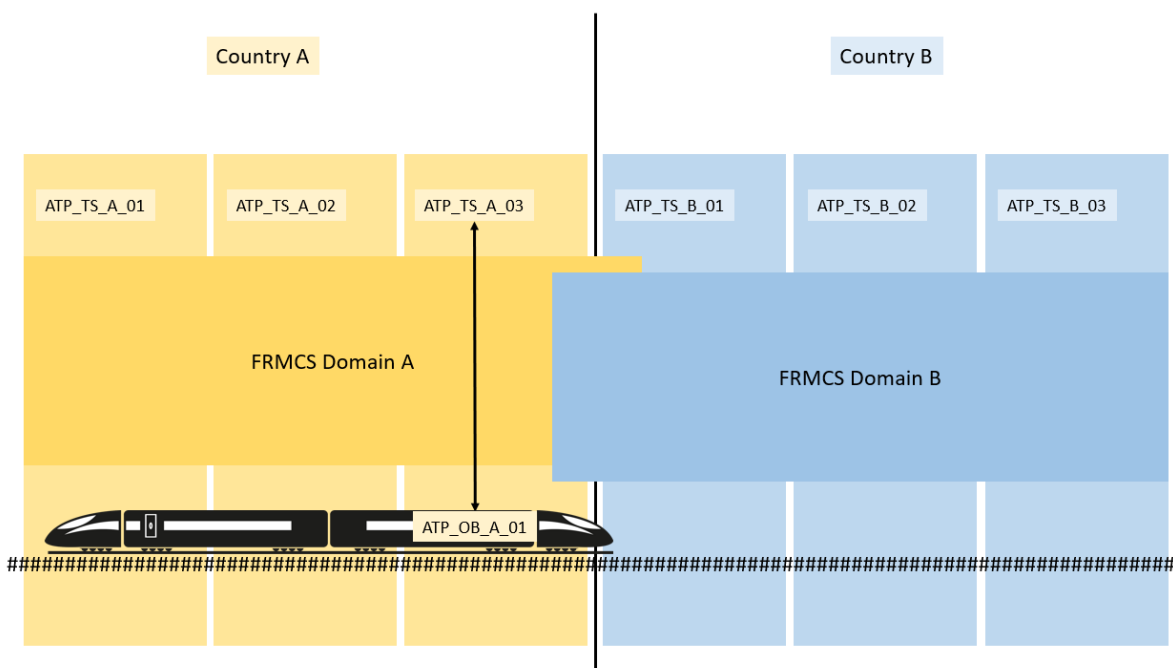 Country A
Country B
ATP_TS_A_01
ATP_TS_A_02
ATP_TS_A_03
ATP_TS_B_01
ATP_TS_B_02
ATP_TS_B_03
FRMCS Domain A
FRMCS Domain B
ATP_OB_A_01